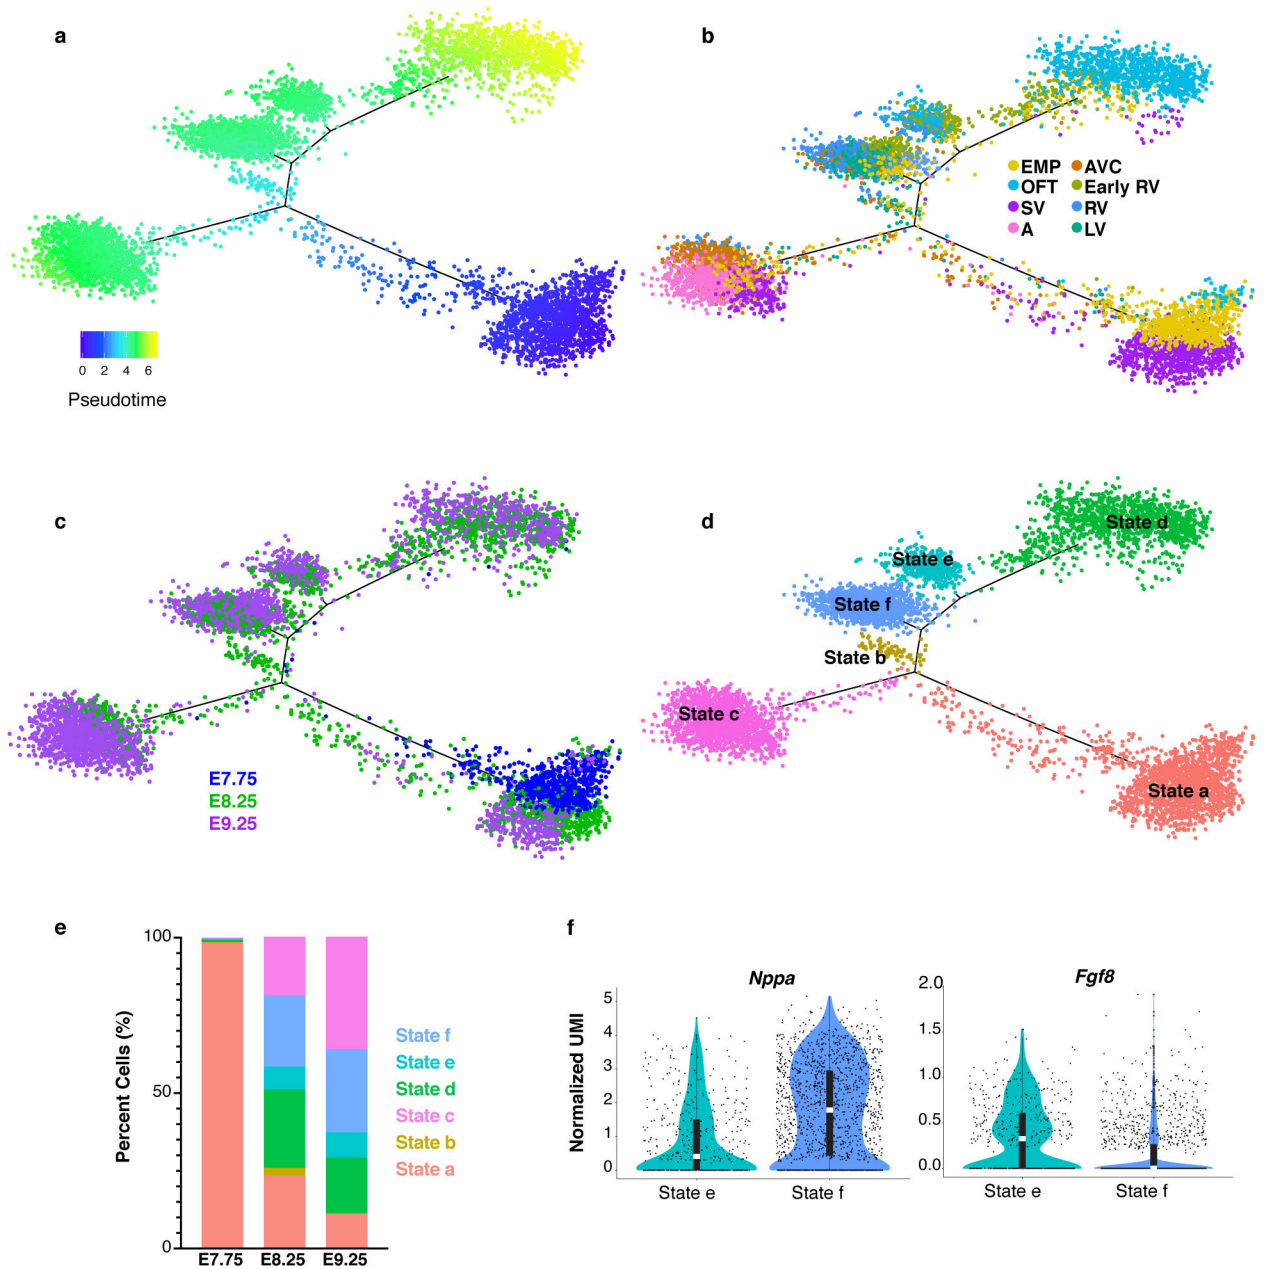 a
0 2 4 6
Pseudotime
b
EMP AVC
OFT Early RV
SV RV
A LV
c
E7.75
E8.25
E9.25
d
State d
State e
State f
State b
State c
State a
e
Percent Cells (%)
100
50
0
E7.75 E8.25 E9.25
State f
State e
State d
State c
State b
State a
f
Normalized UMI
Nppa
5
4
3
2
1
0
State e State f
Fgf8
2.0
1.5
1.0
0.5
0.0
State e State f